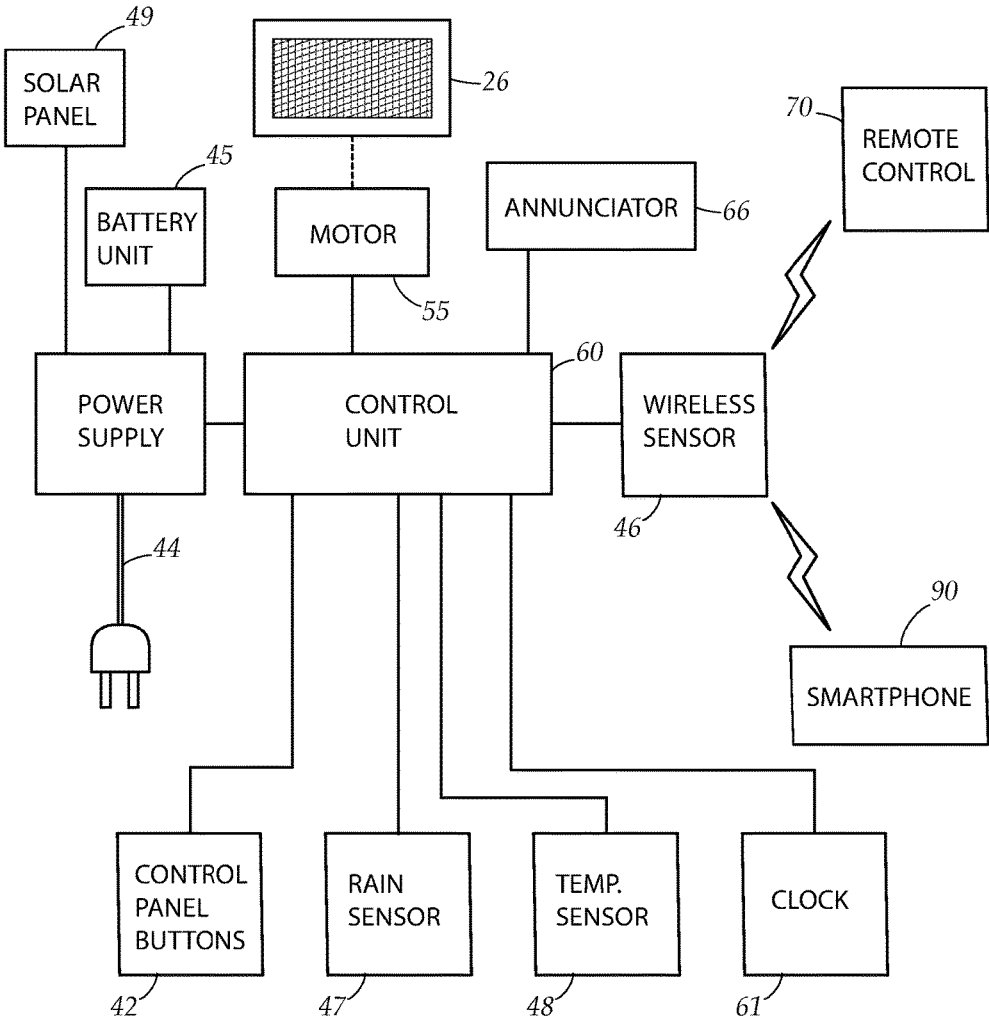 49
SOLAR
PANEL
26
70
REMOTE
CONTROL
45
BATTERY
UNIT
MOTOR
55
ANNUNCIATOR
66
POWER
SUPPLY
CONTROL
UNIT
60
WIRELESS
SENSOR
46
44
90
SMARTPHONE
CONTROL
PANEL
BUTTONS
42
RAIN
SENSOR
47
TEMP.
SENSOR
48
CLOCK
61